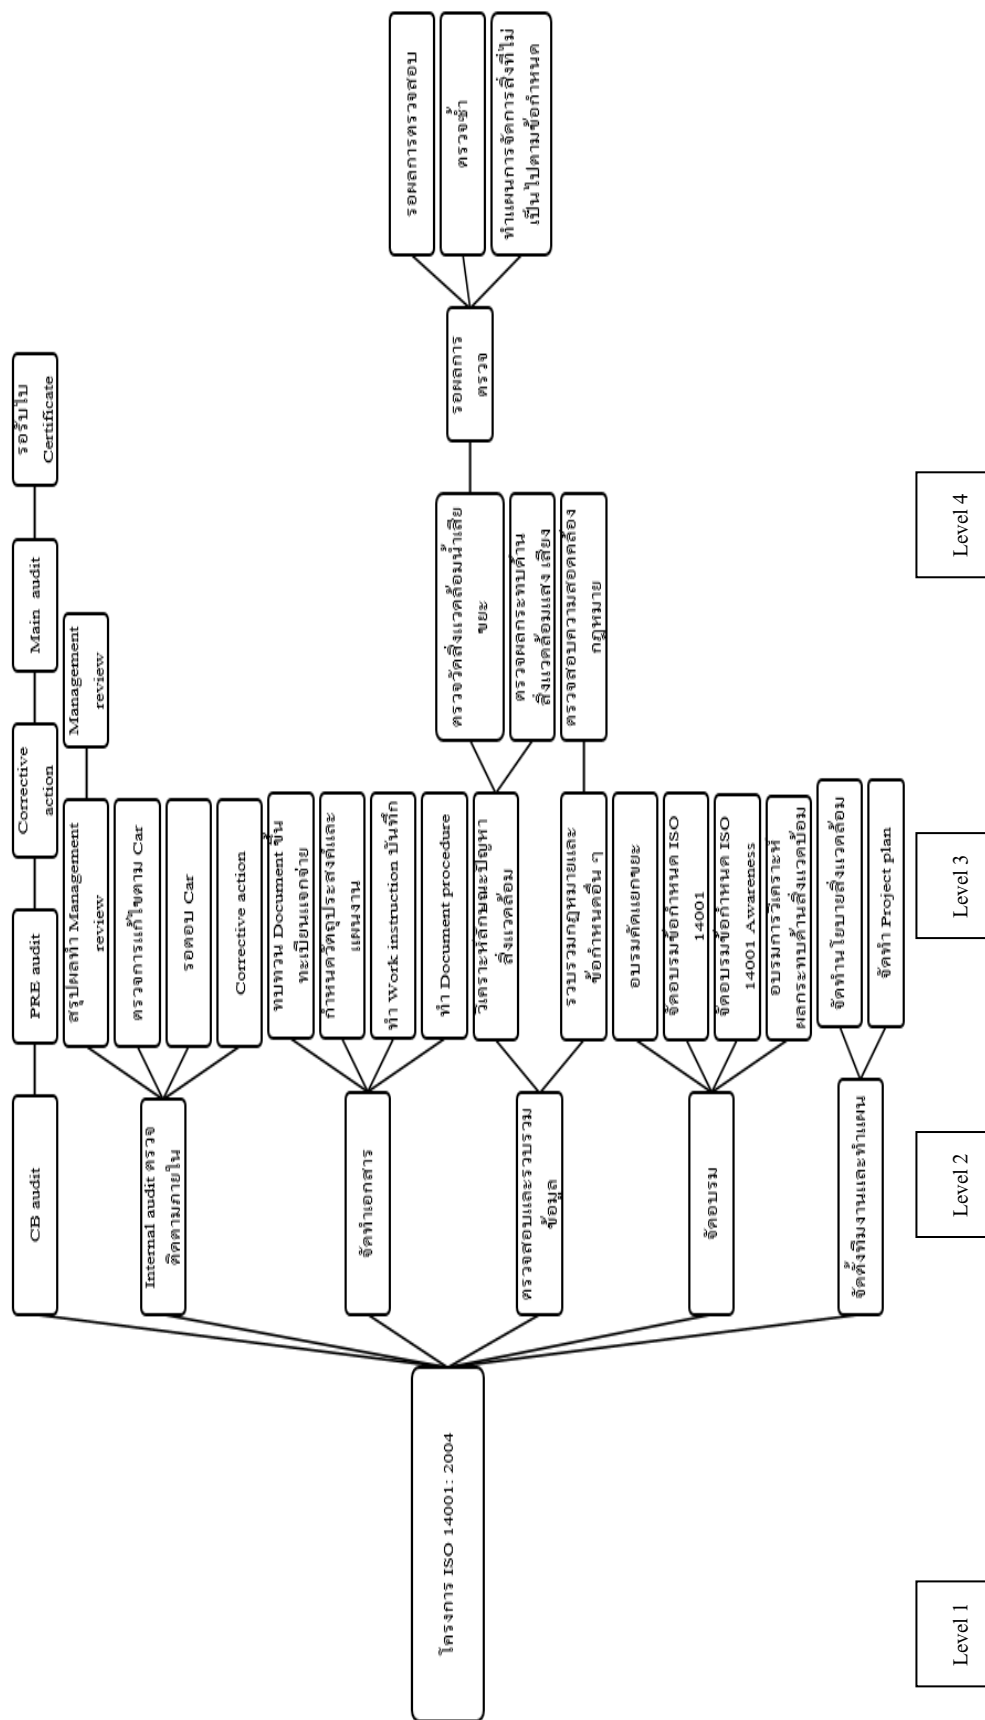 โครงการ ISO 14001: 2004
CB audit
PRE audit
Corrective
action
Main audit
รอรับใบ
Certificate
Internal audit ตรวจ
ติดตามภายใน
สรุปผลทำ Management
review
Management
review
ตรวจการแก้ไขตาม Car
รอตอบ Car
Corrective action
จัดทำเอกสาร
ทบทวน Document ขึ้น
ทะเบียนแจกจ่าย
กำหนดวัตถุประสงค์และ
แผนงาน
ทำ Work instruction บันทึก
ทำ Document procedure
ตรวจสอบและรวบรวม
ข้อมูล
วิเคราะห์ลักษณะปัญหา
สิ่งแวดล้อม
ตรวจวัดสิ่งแวดล้อมน้ำเสีย
ขยะ
รอผลการ
ตรวจ
รอผลการตรวจสอบ
ตรวจซ้ำ
ทำแผนการจัดการสิ่งที่ไม่
เป็นไปตามข้อกำหนด
ตรวจผลกระทบด้าน
สิ่งแวดล้อมแสง เสียง
รวบรวมกฎหมายและ
ข้อกำหนดอื่น ๆ
ตรวจสอบความสอดคล้อง
กฎหมาย
จัดอบรม
อบรมคัดแยกขยะ
จัดอบรมข้อกำหนด ISO
14001
จัดอบรมข้อกำหนด ISO
14001 Awareness
อบรมการวิเคราะห์
ผลกระทบด้านสิ่งแวดบ้อม
จัดตั้งทีมงานและทำแผน
จัดทำนโยบายสิ่งแวดล้อม
จัดทำ Project plan
Level 1
Level 2
Level 3
Level 4